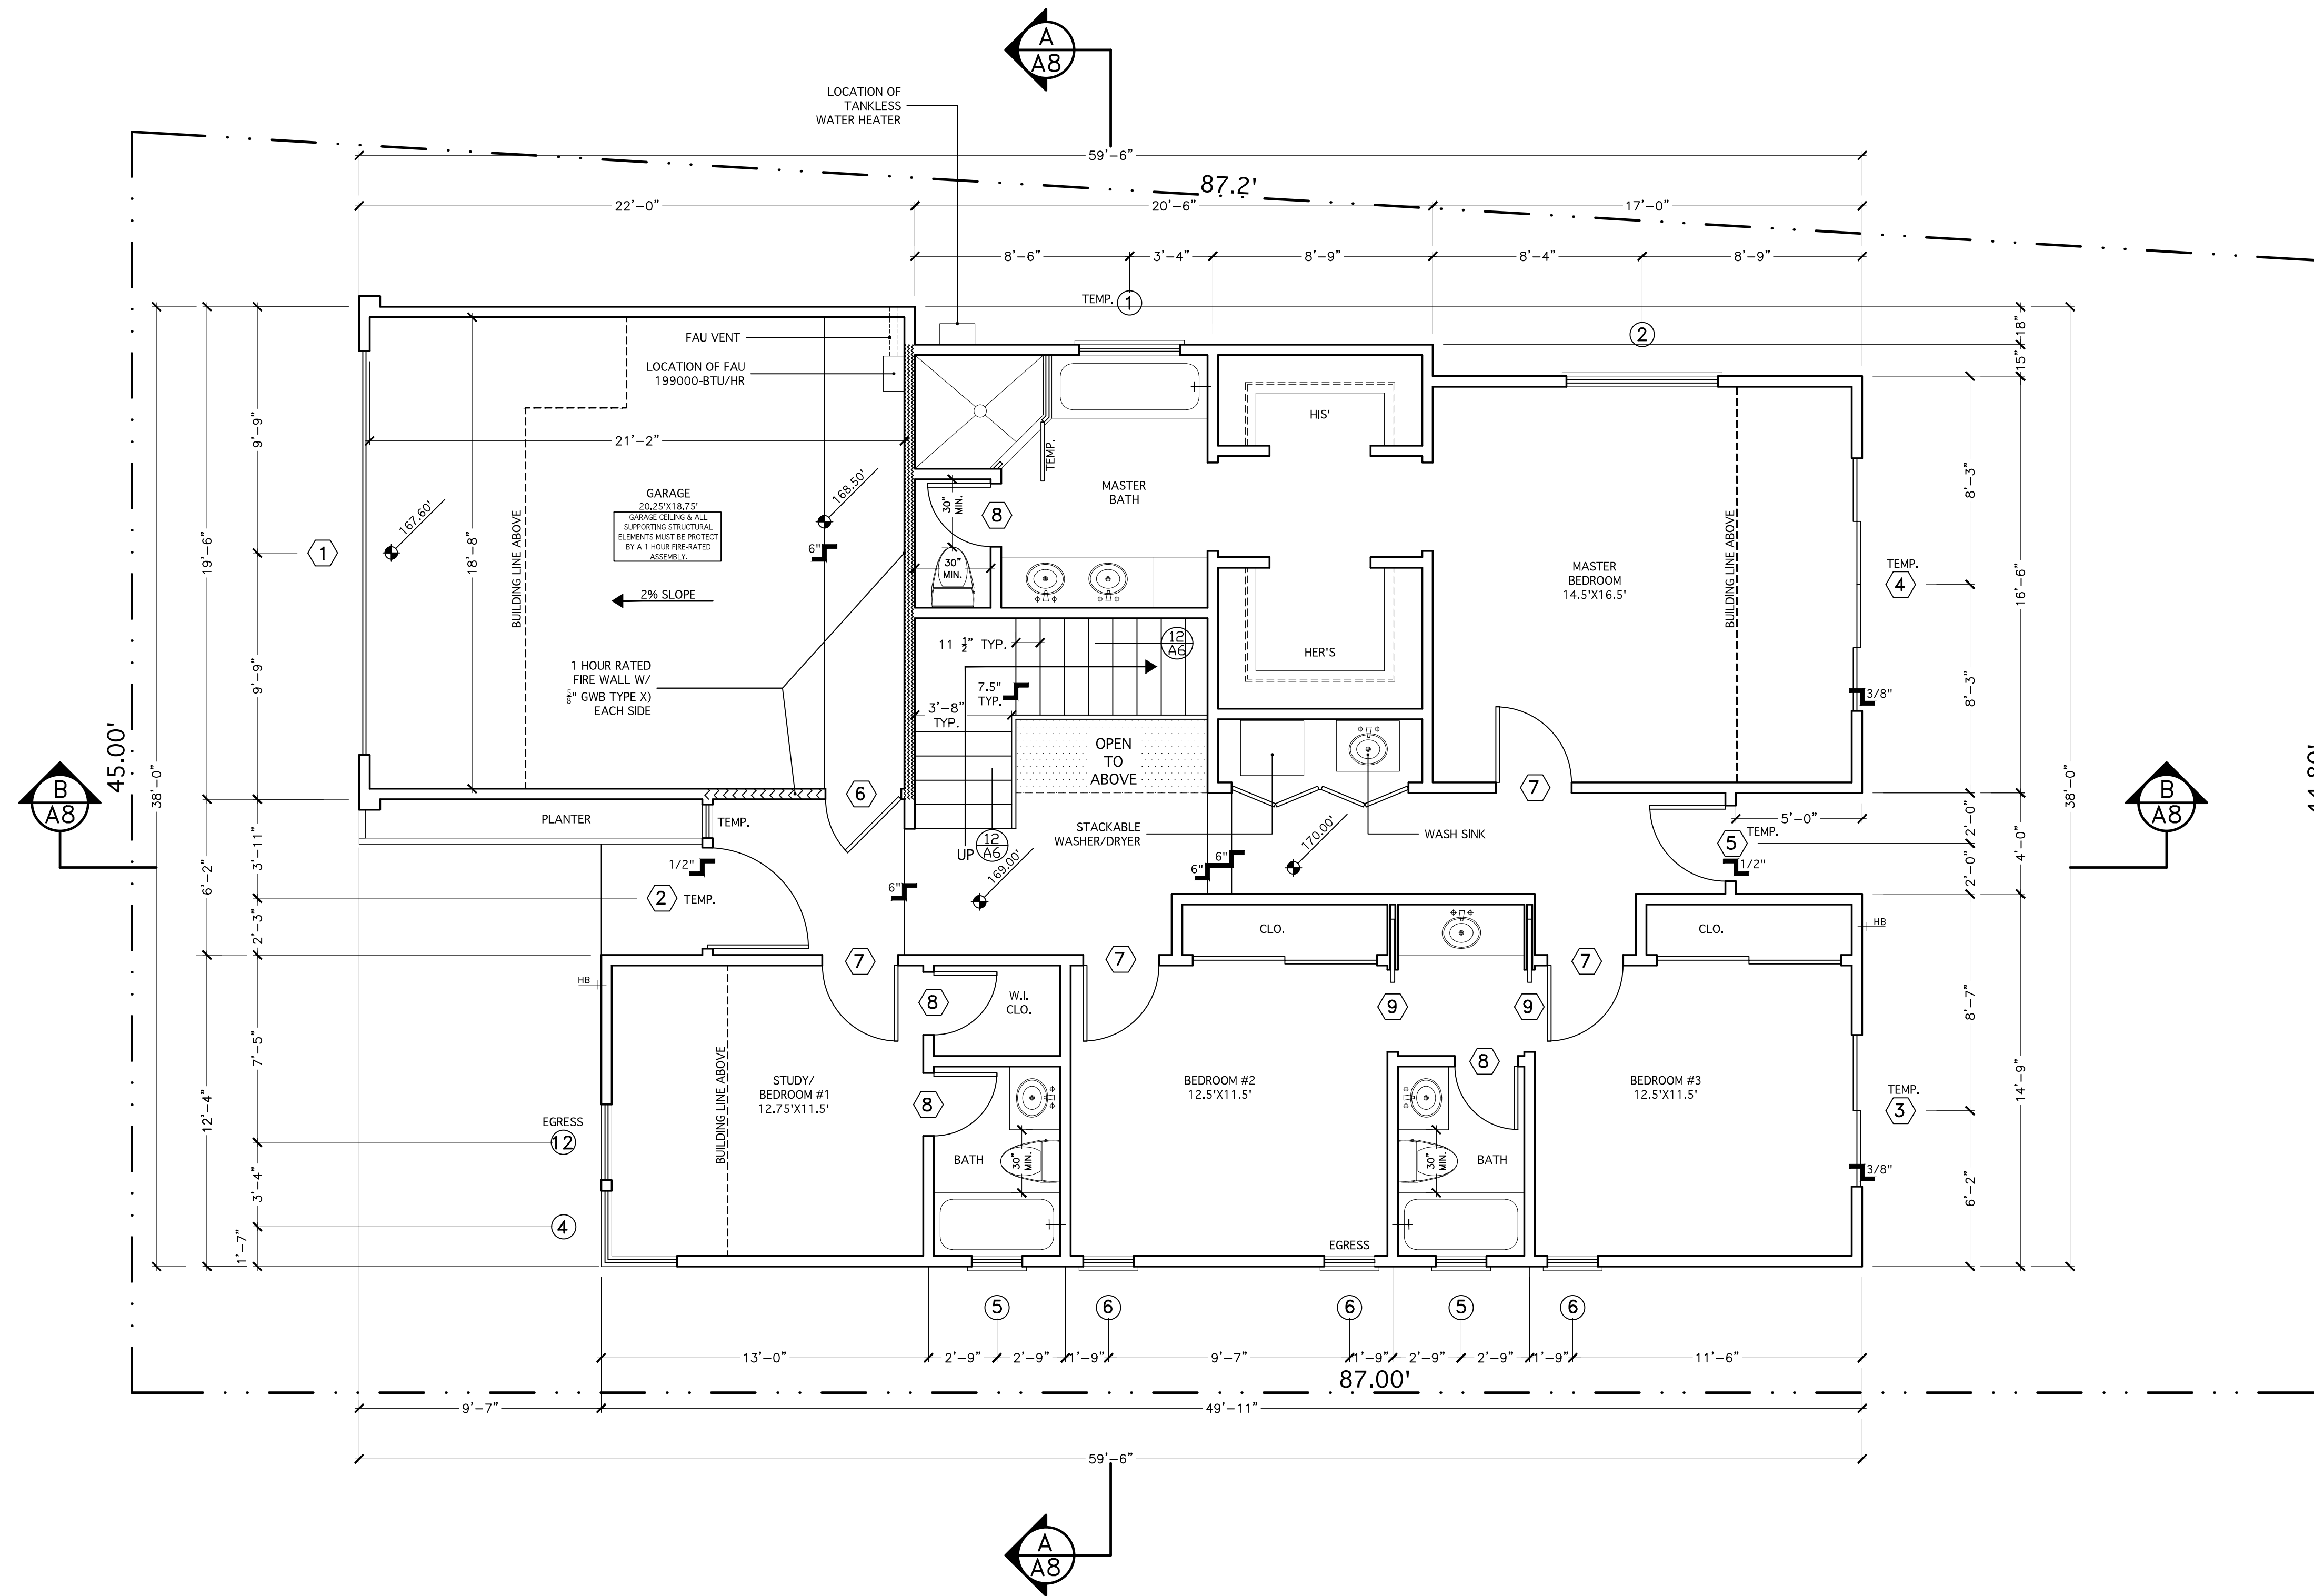 A
A8
LOCATION OF
TANKLESS
WATER HEATER
59'-6"
87.2'
22'-0"
20'-6"
17'-0"
8'-6"
3'-4"
8'-9"
8'-4"
8'-9"
TEMP.
1
2
18"
15"
FAU VENT
LOCATION OF FAU
199000-BTU/HR
HIS'
21'-2"
9'-9"
TEMP.
MASTER
BATH
8'-3"
168.50'
167.60'
GARAGE
20.25'X18.75'
GARAGE CEILING & ALL
SUPPORTING STRUCTURAL
ELEMENTS MUST BE PROTECT
BY A 1 HOUR FIRE-RATED
ASSEMBLY.
30"
MIN.
8
6"
1
19'-6"
18'-8"
BUILDING LINE ABOVE
30"
MIN.
MASTER
BEDROOM
14.5'X16.5'
BUILDING LINE ABOVE
TEMP.
4
16'-6"
2% SLOPE
11 1/2" TYP.
12
A6
HER'S
1 HOUR RATED
FIRE WALL W/
5/8" GWB TYPE X)
EACH SIDE
9'-9"
7.5"
TYP.
3'-8"
TYP.
8'-3"
3/8"
OPEN
TO
ABOVE
45.00'
38'-0"
38'-0"
44.80'
B
A8
B
A8
6
7
PLANTER
TEMP.
STACKABLE
WASHER/DRYER
WASH SINK
170.00'
5'-0"
TEMP.
5
2'-0"
UP
12
A6
169.00'
3'-11"
1/2"
6"
6"
1/2"
2'-0"
4'-0"
6'-2"
6"
2
TEMP.
2'-3"
CLO.
CLO.
HB
7
7
7
HB
8
W.I.
CLO.
9
9
8'-7"
7'-5"
BUILDING LINE ABOVE
STUDY/
BEDROOM #1
12.75'X11.5'
8
BEDROOM #2
12.5'X11.5'
8
BEDROOM #3
12.5'X11.5'
TEMP.
3
14'-9"
12'-4"
EGRESS
12
BATH
30"
MIN.
30"
MIN.
BATH
3/8"
3'-4"
6'-2"
4
1'-7"
EGRESS
5
6
6
5
6
13'-0"
2'-9"
2'-9"
1'-9"
9'-7"
1'-9"
2'-9"
2'-9"
1'-9"
11'-6"
87.00'
9'-7"
49'-11"
59'-6"
A
A8